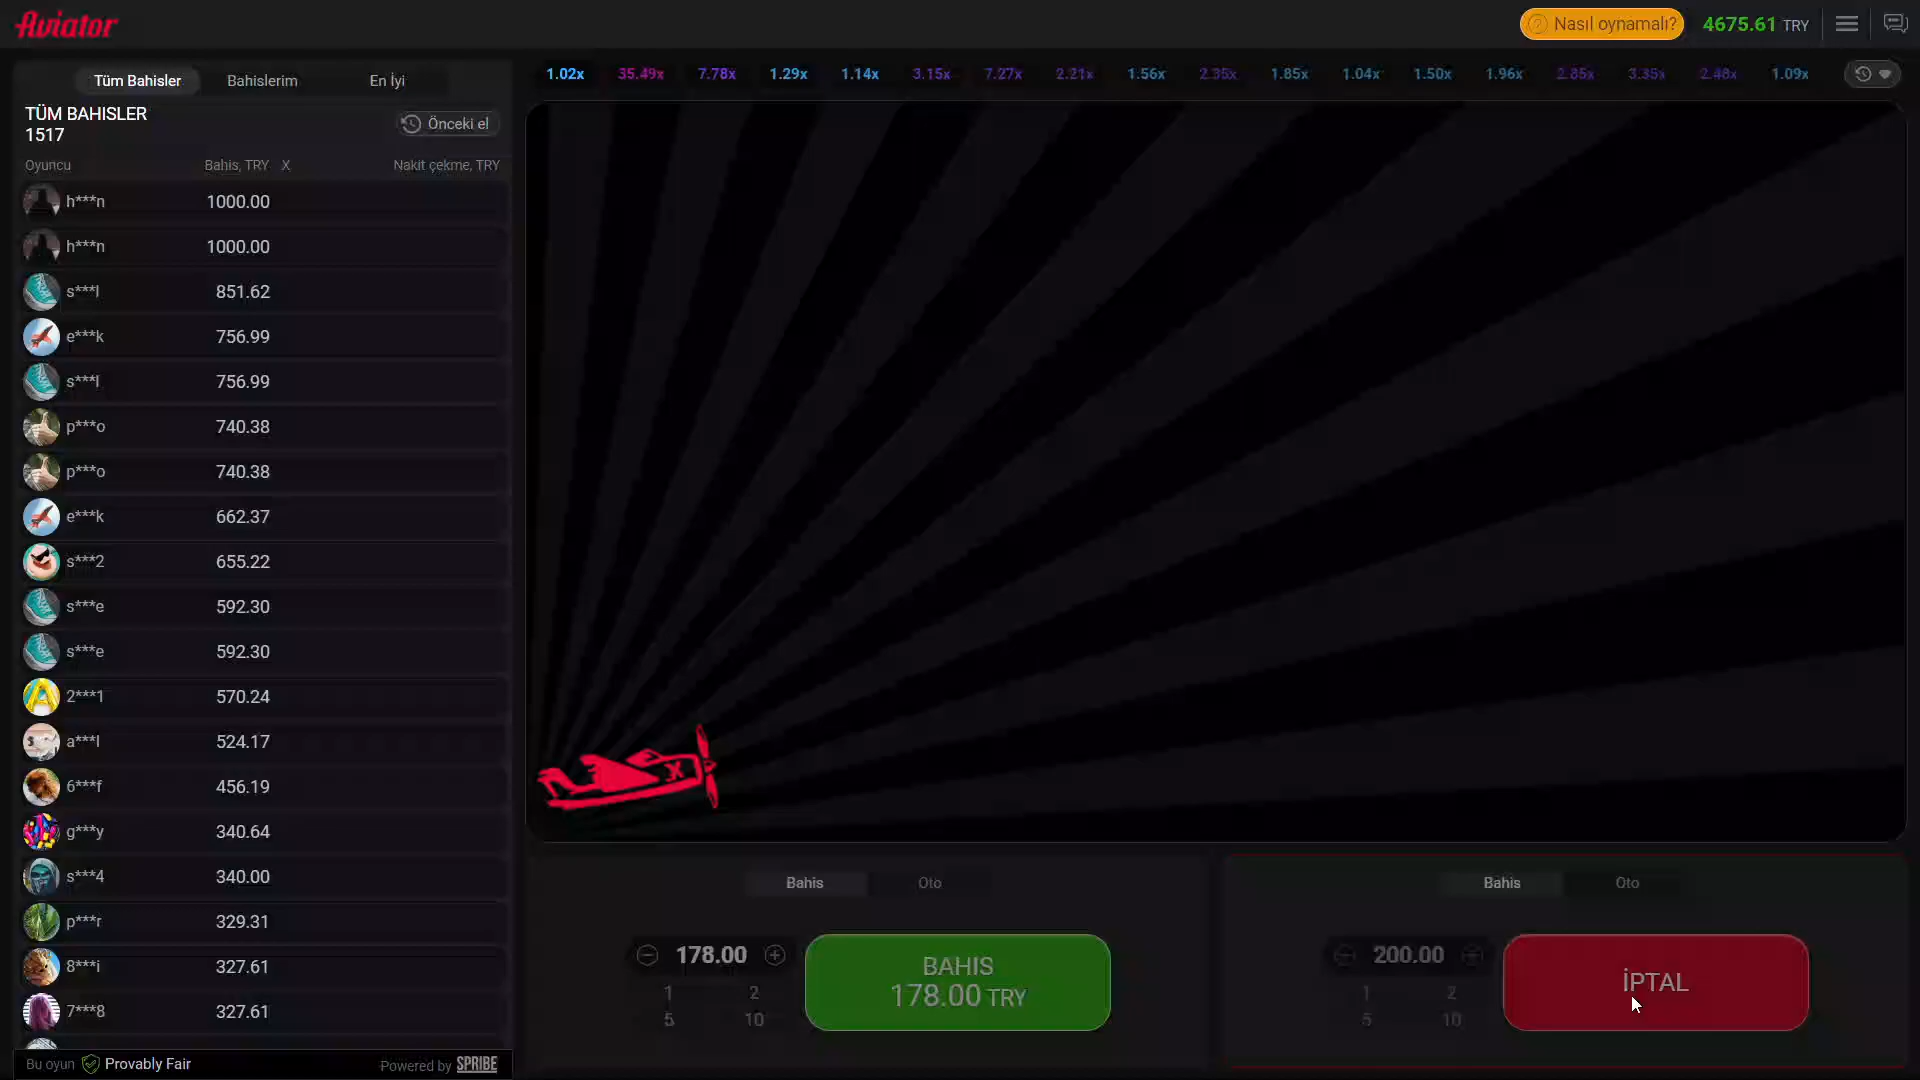 Aviator
Nasıl oynamalı?
4675.61 TRY
Tüm Bahisler
Bahislerim
En İyi
1.02x 35.49x 7.78x 1.29x 1.14x 3.15x 7.27x 2.21x 1.56x 2.35x 1.85x 1.04x 1.50x 1.96x 2.85x 3.35x 2.48x 1.09x
TÜM BAHISLER
1517
Önceki el
Oyuncu Bahis, TRY X Nakit çekme, TRY
h***n 1000.00
h***n 1000.00
s***l 851.62
e***k 756.99
s***l 756.99
p***o 740.38
p***o 740.38
e***k 662.37
s***2 655.22
s***e 592.30
s***e 592.30
2***1 570.24
a***l 524.17
6***f 456.19
g***y 340.64
s***4 340.00
p***r 329.31
8***i 327.61
7***8 327.61
Bu oyun Provably Fair
Powered by SPRIBE
Bahis Oto
178.00
1 2
5 10
BAHIS
178.00 TRY
Bahis Oto
200.00
1 2
5 10
İPTAL